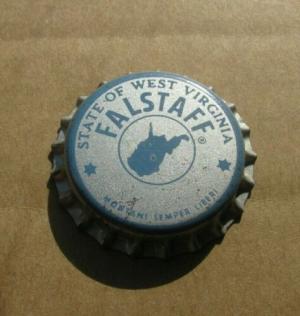 STATE OF WEST VIRGINIA
FALSTAFF®
MONTANI SEMPER LIBERI